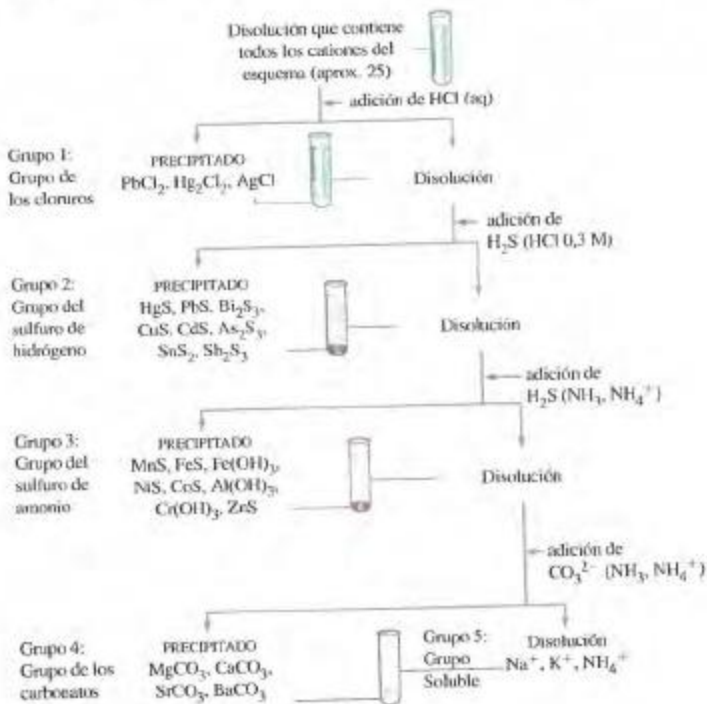 Disolución que contiene
todos los cationes del
esquema (aprox. 25)
adición de HCl (aq)
Grupo 1:
Grupo de
los cloruros
PRECIPITADO
PbCl₂, Hg₂Cl₂, AgCl
Disolución
adición de
H₂S (HCl 0,3 M)
Grupo 2:
Grupo del
sulfuro de
hidrógeno
PRECIPITADO
HgS, PbS, Bi₂S₃,
CuS, CdS, As₂S₃,
SnS₂, Sb₂S₃
Disolución
adición de
H₂S (NH₃, NH₄⁺)
Grupo 3:
Grupo del
sulfuro de
amonio
PRECIPITADO
MnS, FeS, Fe(OH)₃,
NiS, CoS, Al(OH)₃,
Cr(OH)₃, ZnS
Disolución
adición de
CO₃²⁻ (NH₃, NH₄⁺)
Grupo 4:
Grupo de los
carbonatos
PRECIPITADO
MgCO₃, CaCO₃,
SrCO₃, BaCO₃
Grupo 5:
Grupo
Soluble
Disolución
Na⁺, K⁺, NH₄⁺